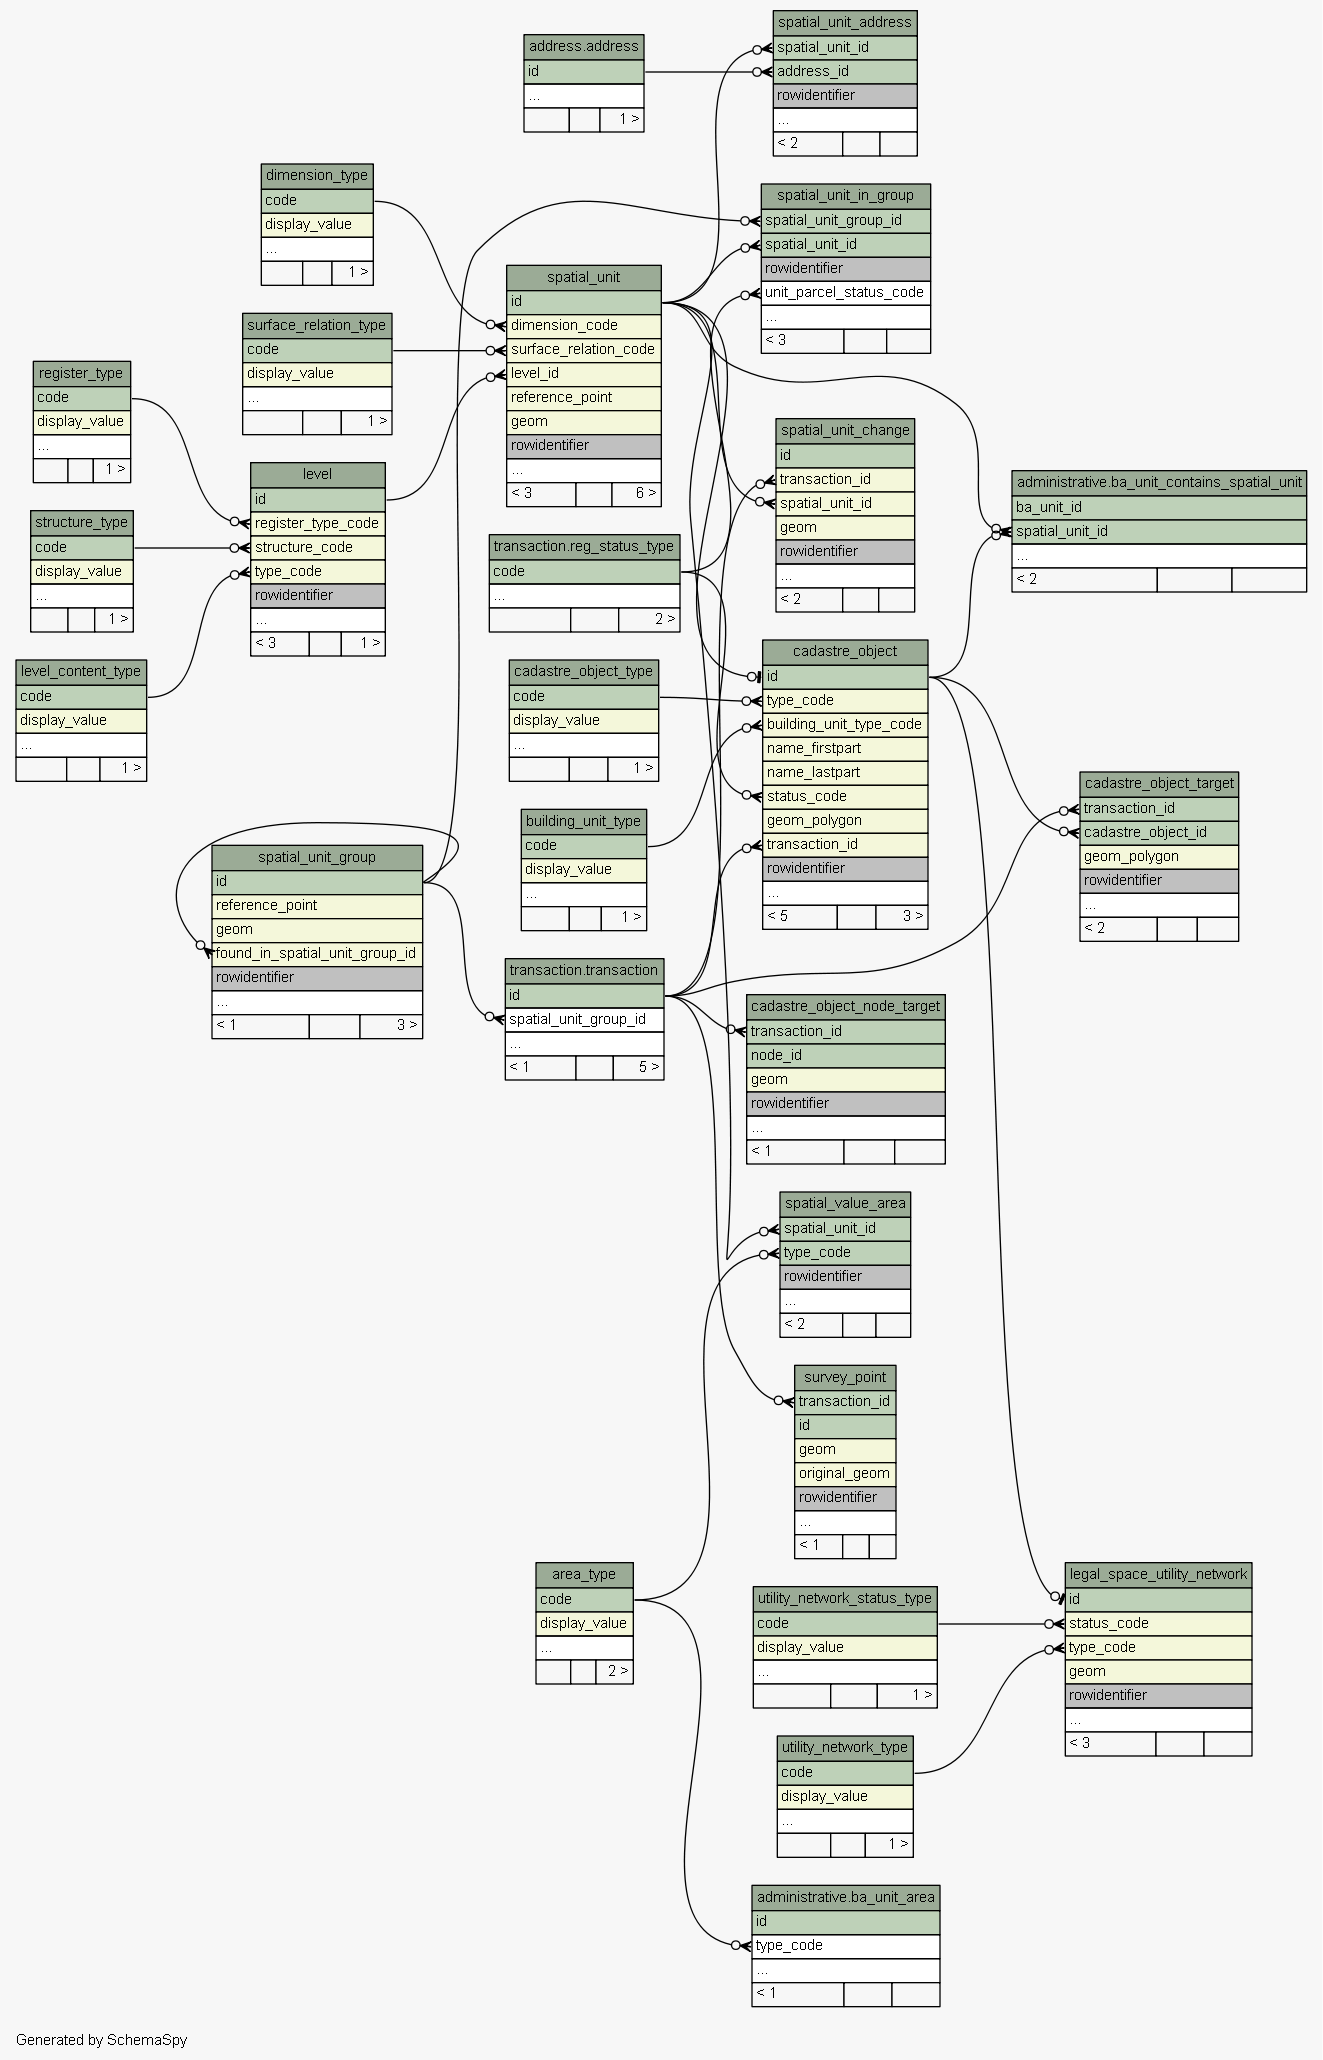 spatial_unit_address
spatial_unit_id
address_id
rowidentifier
...
< 2
address.address
id
...
1 >
dimension_type
code
display_value
...
1 >
spatial_unit_in_group
spatial_unit_group_id
spatial_unit_id
rowidentifier
unit_parcel_status_code
...
< 3
spatial_unit
id
dimension_code
surface_relation_code
level_id
reference_point
geom
rowidentifier
...
< 3 6 >
surface_relation_type
code
display_value
...
1 >
register_type
code
display_value
...
1 >
level
id
register_type_code
structure_code
type_code
rowidentifier
...
< 3 1 >
structure_type
code
display_value
...
1 >
level_content_type
code
display_value
...
1 >
spatial_unit_change
id
transaction_id
spatial_unit_id
geom
rowidentifier
...
< 2
administrative.ba_unit_contains_spatial_unit
ba_unit_id
spatial_unit_id
...
< 2
transaction.reg_status_type
code
...
2 >
cadastre_object
id
type_code
building_unit_type_code
name_firstpart
name_lastpart
status_code
geom_polygon
transaction_id
rowidentifier
...
< 5 3 >
cadastre_object_type
code
display_value
...
1 >
cadastre_object_target
transaction_id
cadastre_object_id
geom_polygon
rowidentifier
...
< 2
building_unit_type
code
display_value
...
1 >
spatial_unit_group
id
reference_point
geom
found_in_spatial_unit_group_id
rowidentifier
...
< 1 3 >
transaction.transaction
id
spatial_unit_group_id
...
< 1 5 >
cadastre_object_node_target
transaction_id
node_id
geom
rowidentifier
...
< 1
spatial_value_area
spatial_unit_id
type_code
rowidentifier
...
< 2
survey_point
transaction_id
id
geom
original_geom
rowidentifier
...
< 1
area_type
code
display_value
...
2 >
utility_network_status_type
code
display_value
...
1 >
legal_space_utility_network
id
status_code
type_code
geom
rowidentifier
...
< 3
utility_network_type
code
display_value
...
1 >
administrative.ba_unit_area
id
type_code
...
< 1
Generated by SchemaSpy